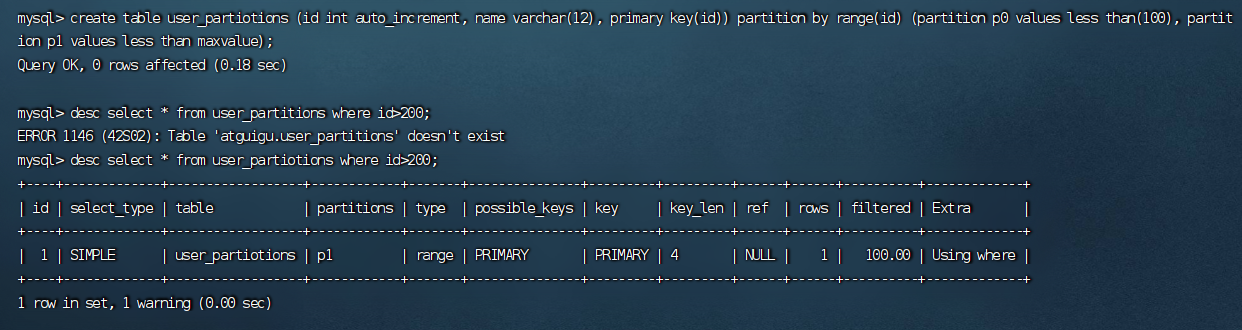 mysql> create table user_partiotions (id int auto_increment, name varchar(12), primary key(id)) partition by range(id) (partition p0 values less than(100), partit
ion p1 values less than maxvalue);
Query OK, 0 rows affected (0.18 sec)
mysql> desc select * from user_partitions where id>200;
ERROR 1146 (42S02): Table 'atguigu.user_partitions' doesn't exist
mysql> desc select * from user_partiotions where id>200;
+----+-------------+------------------+------------+-------+---------------+---------+---------+------+------+----------+-------------+
| id | select_type | table            | partitions | type  | possible_keys | key     | key_len | ref  | rows | filtered | Extra       |
+----+-------------+------------------+------------+-------+---------------+---------+---------+------+------+----------+-------------+
|  1 | SIMPLE      | user_partiotions | p1         | range | PRIMARY       | PRIMARY | 4       | NULL |    1 |   100.00 | Using where |
+----+-------------+------------------+------------+-------+---------------+---------+---------+------+------+----------+-------------+
1 row in set, 1 warning (0.00 sec)